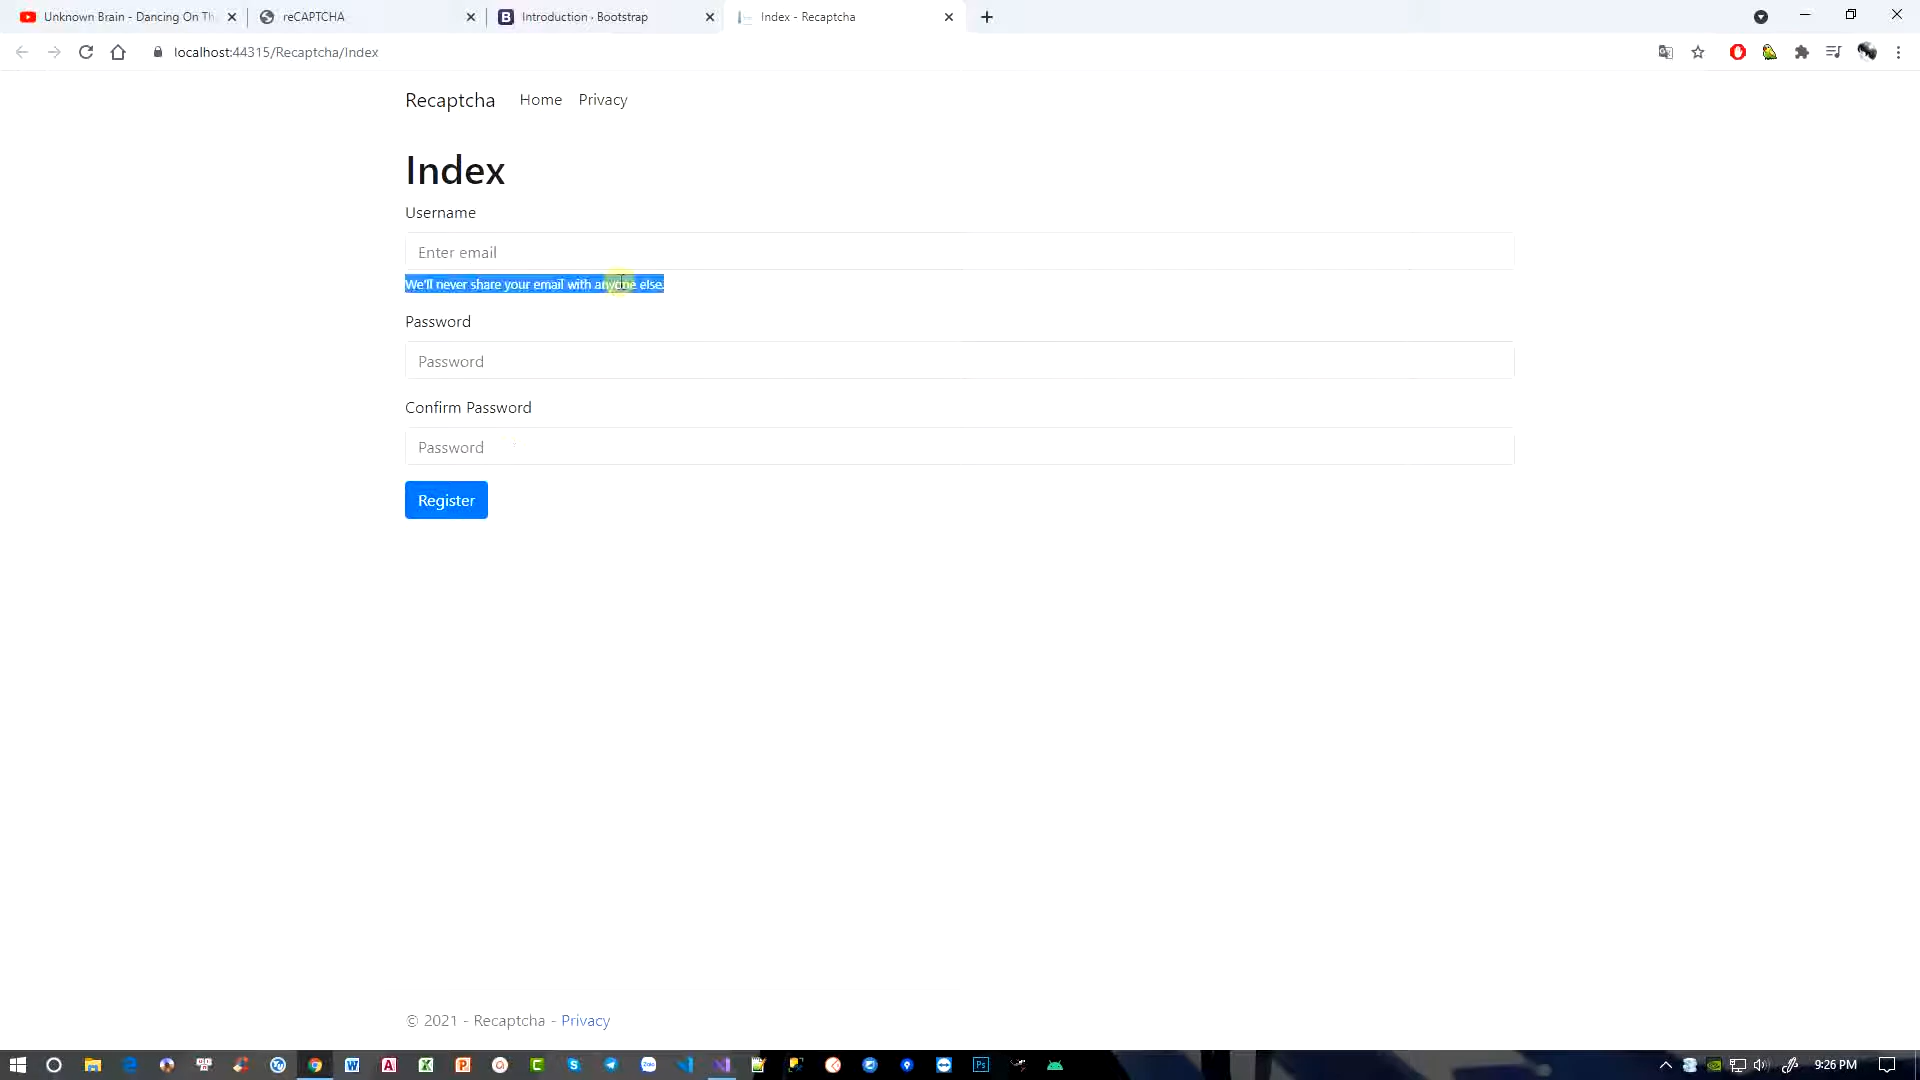 Unknown Brain - Dancing On Th
reCAPTCHA
Introduction · Bootstrap
Index - Recaptcha
localhost:44315/Recaptcha/Index
Recaptcha Home Privacy
Index
Username
Enter email
We'll never share your email with anyone else.
Password
Password
Confirm Password
Password
Register
© 2021 - Recaptcha - Privacy
9:26 PM